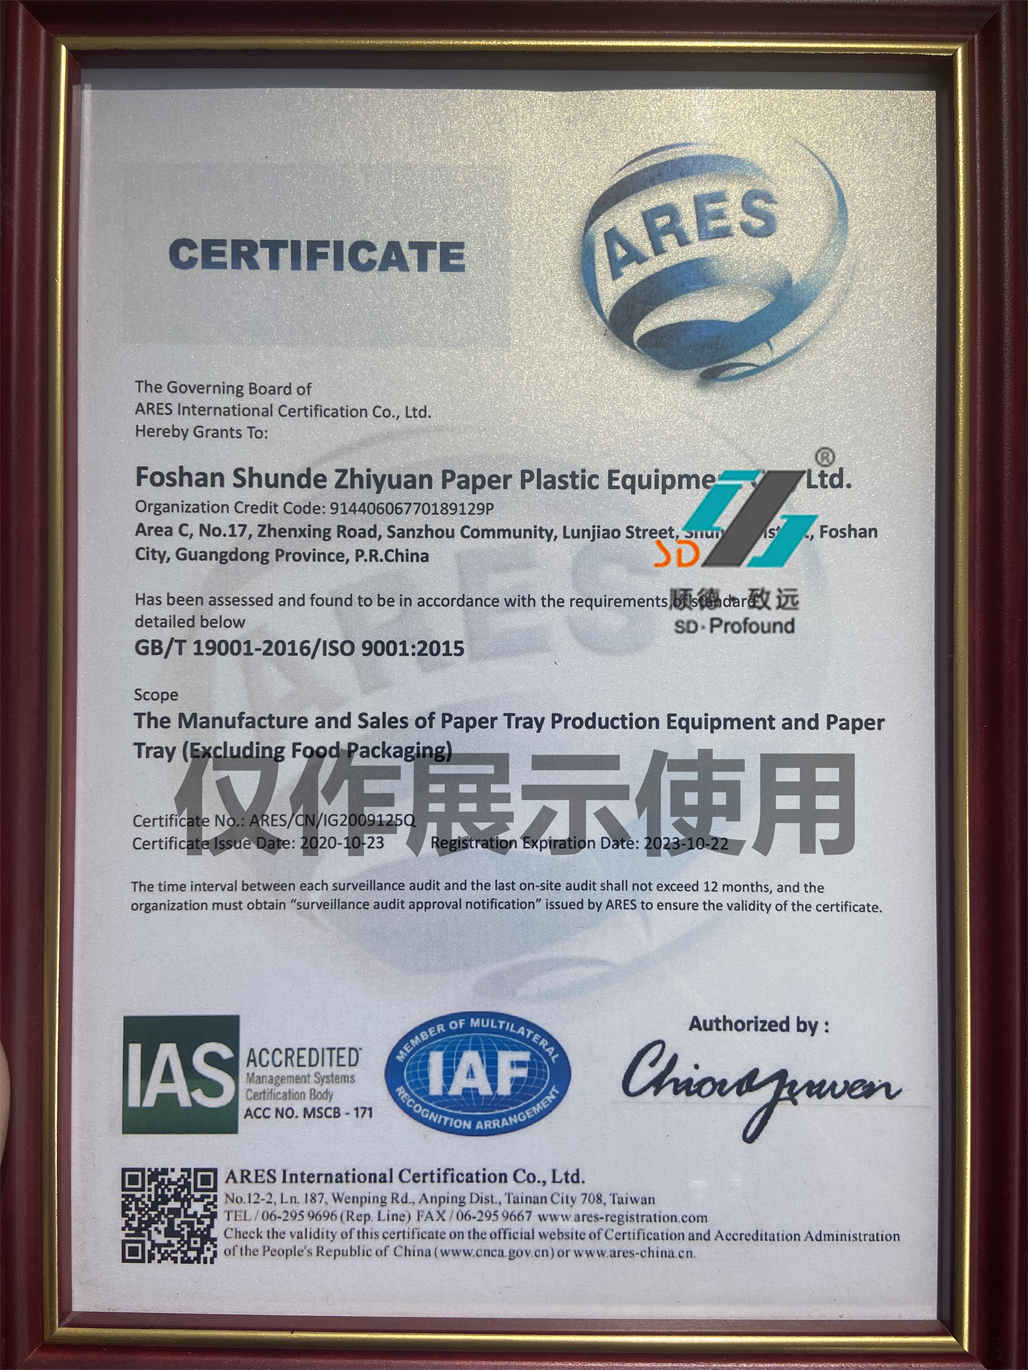 CERTIFICATE
ARES
The Governing Board of
ARES International Certification Co., Ltd.
Hereby Grants To:
Foshan Shunde Zhiyuan Paper Plastic Equipme Ltd.
®
Organization Credit Code: 91440606770189129P
Area C, No.17, Zhenxing Road, Sanzhou Community, Lunjiao Street, Foshan
City, Guangdong Province, P.R.China
SD
顺德·致远
SD·Profound
Has been assessed and found to be in accordance with the requirements of standard
detailed below
GB/T 19001-2016/ISO 9001:2015
Scope
The Manufacture and Sales of Paper Tray Production Equipment and Paper
Tray (Excluding Food Packaging)
仅作展示使用
Certificate No.: ARES/CN/IG2009125Q
Certificate Issue Date: 2020-10-23 Registration Expiration Date: 2023-10-22
The time interval between each surveillance audit and the last on-site audit shall not exceed 12 months, and the
organization must obtain “surveillance audit approval notification” issued by ARES to ensure the validity of the certificate.
IAS ACCREDITED
Management Systems
Certification Body
ACC NO. MSCB - 171
MEMBER OF MULTILATERAL
IAF
RECOGNITION ARRANGEMENT
Authorized by :
ARES International Certification Co., Ltd.
No.12-2, Ln. 187, Wenping Rd., Anping Dist., Tainan City 708, Taiwan
TEL / 06-295 9696 (Rep. Line) FAX / 06-295 9667 www.ares-registration.com
Check the validity of this certificate on the official website of Certification and Accreditation Administration
of the People's Republic of China (www.cnca.gov.cn) or www.ares-china.cn.